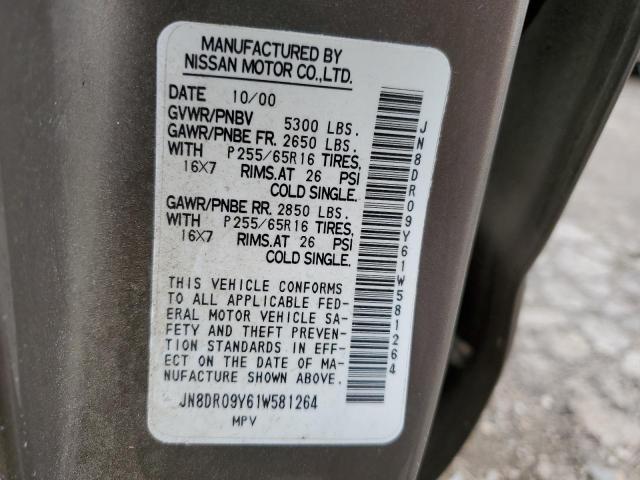 MANUFACTURED BY
NISSAN MOTOR CO.,LTD.
DATE 10/00
GVWR/PNBV 5300 LBS.
GAWR/PNBE FR. 2650 LBS.
WITH P255/65R16 TIRES,
16X7 RIMS.AT 26 PSI
COLD SINGLE.
GAWR/PNBE RR. 2850 LBS.
WITH P255/65R16 TIRES,
16X7 RIMS.AT 26 PSI
COLD SINGLE.
THIS VEHICLE CONFORMS
TO ALL APPLICABLE FED-
ERAL MOTOR VEHICLE SA-
FETY AND THEFT PREVEN-
TION STANDARDS IN EFF-
ECT ON THE DATE OF MA-
NUFACTURE SHOWN ABOVE.
JN8DR09Y61W581264
MPV
JN8DR09Y61W581264